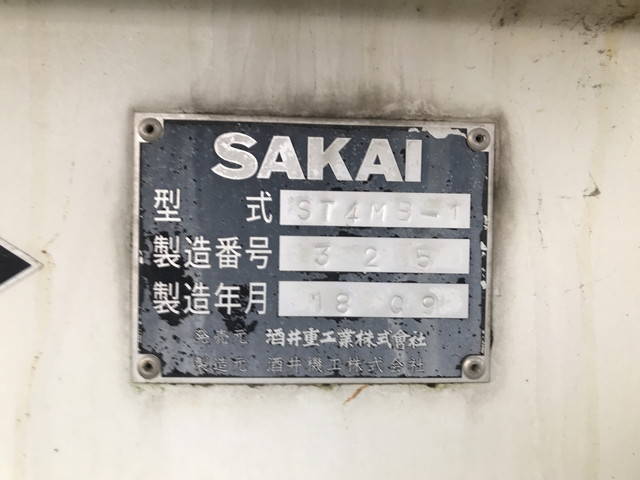 SAKAI
型式 ST4MB-1
製造番号 325
製造年月 18 09
発売元 酒井重工業株式會社
製造元 酒井機工株式会社